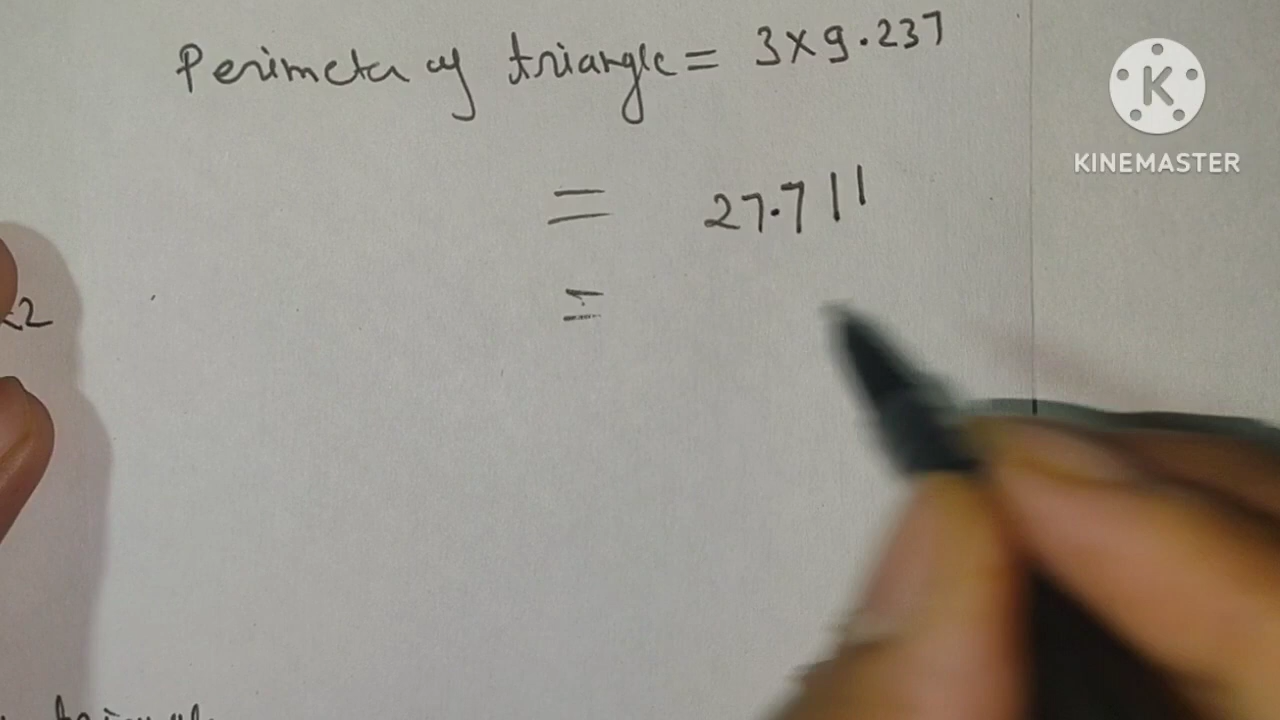 Perimeter of triangle = 3×9.237
K
KINEMASTER
= 27.711
=